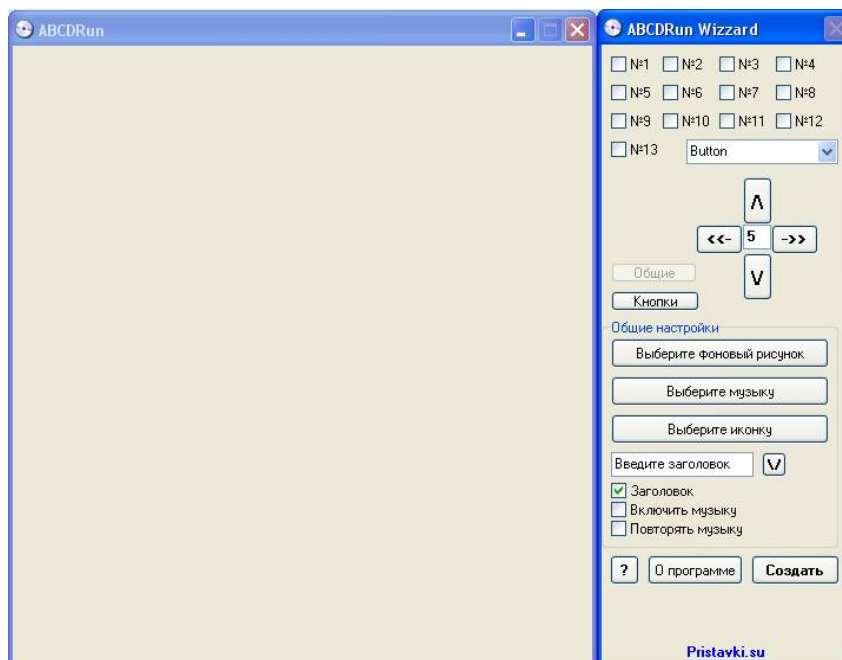 ABCDRun
ABCDRun Wizzard
№1 №2 №3 №4
№5 №6 №7 №8
№9 №10 №11 №12
№13 Button
Λ
<<- 5 ->>
V
Общие
Кнопки
Общие настройки
Выберите фоновый рисунок
Выберите музыку
Выберите иконку
Введите заголовок \/
Заголовок
Включить музыку
Повторять музыку
? О программе Создать
Pristavki.su